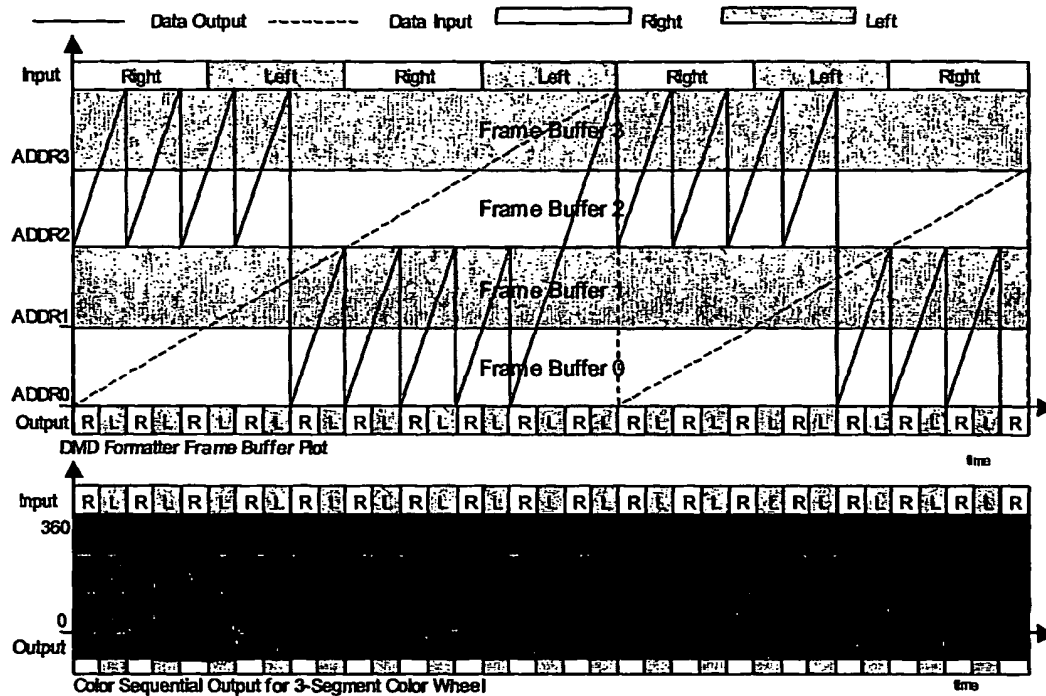 Data Output Data Input Right Left
Input Right Left Right Left Right Left Right
Frame Buffer 3
ADDR3
Frame Buffer 2
ADDR2
Frame Buffer 1
ADDR1
Frame Buffer 0
ADDR0
Output R L R L R L R L R L R L R L R L R L R L R L R L R L R L R L R L R L R
DMD Formatter Frame Buffer Plot
time
Input R L R L R L R L R L R L R L R L R L R L R L R L R L R L R L R L R L R
360
0
Output
Color Sequential Output for 3-Segment Color Wheel
time